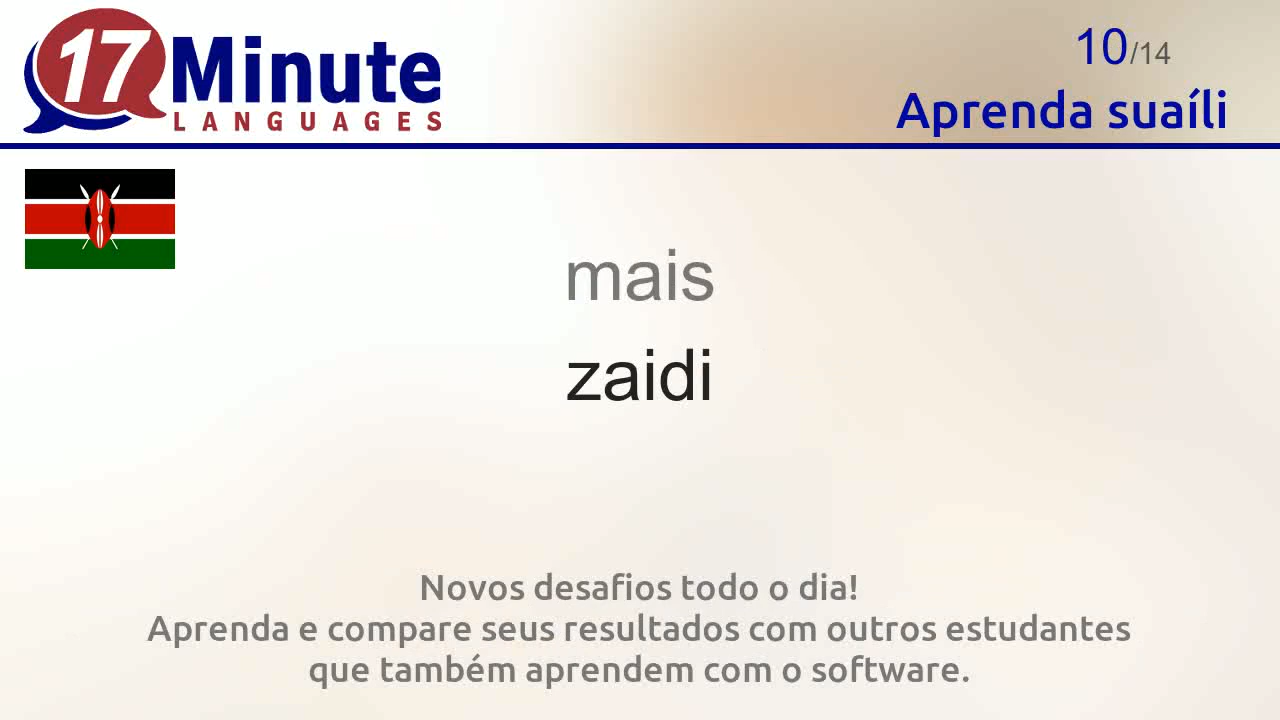 17 Minute
LANGUAGES
10/14
Aprenda suaíli
mais
zaidi
Novos desafios todo o dia!
Aprenda e compare seus resultados com outros estudantes
que também aprendem com o software.